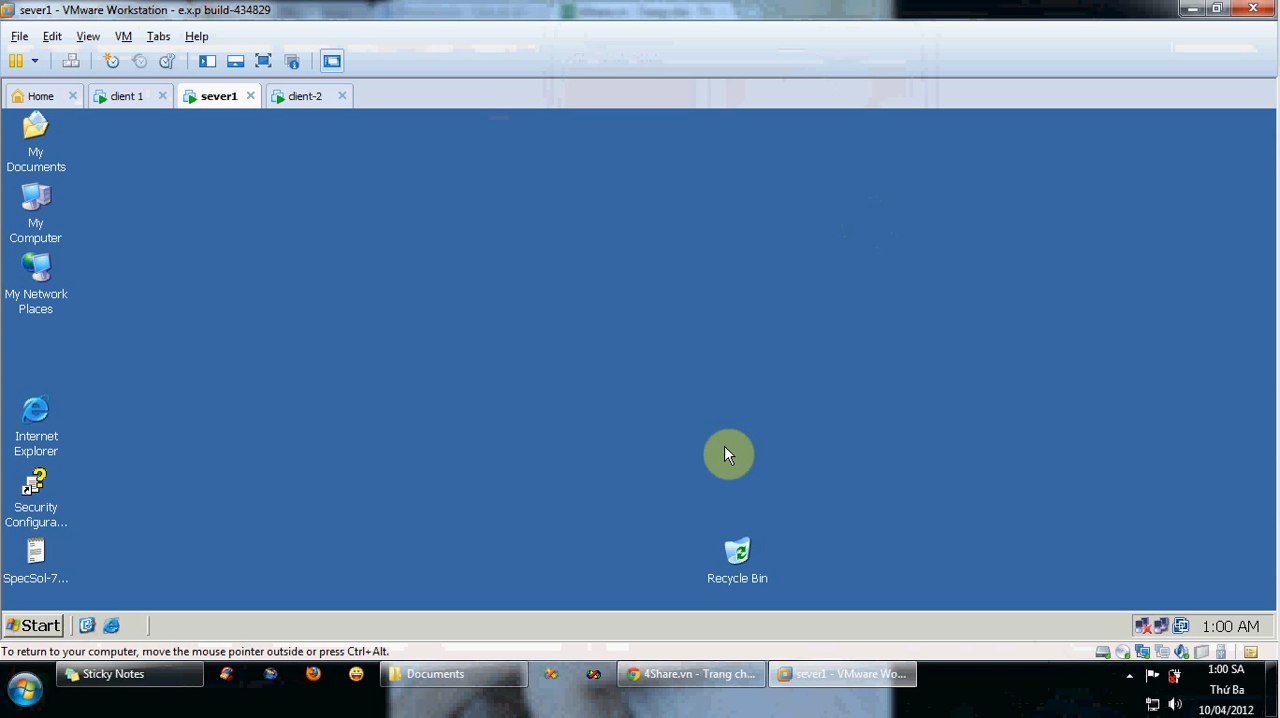 sever1 - VMware Workstation - e.x.p build-434829
File Edit View VM Tabs Help
Home client 1 sever1 client-2
My
Documents
My
Computer
My Network
Places
Internet
Explorer
Security
Configura...
SpecSol-7...
Recycle Bin
Start
1:00 AM
To return to your computer, move the mouse pointer outside or press Ctrl+Alt.
Sticky Notes
Documents
4Share.vn - Trang ch...
sever1 - VMware Wo...
1:00 SA
Thứ Ba
10/04/2012